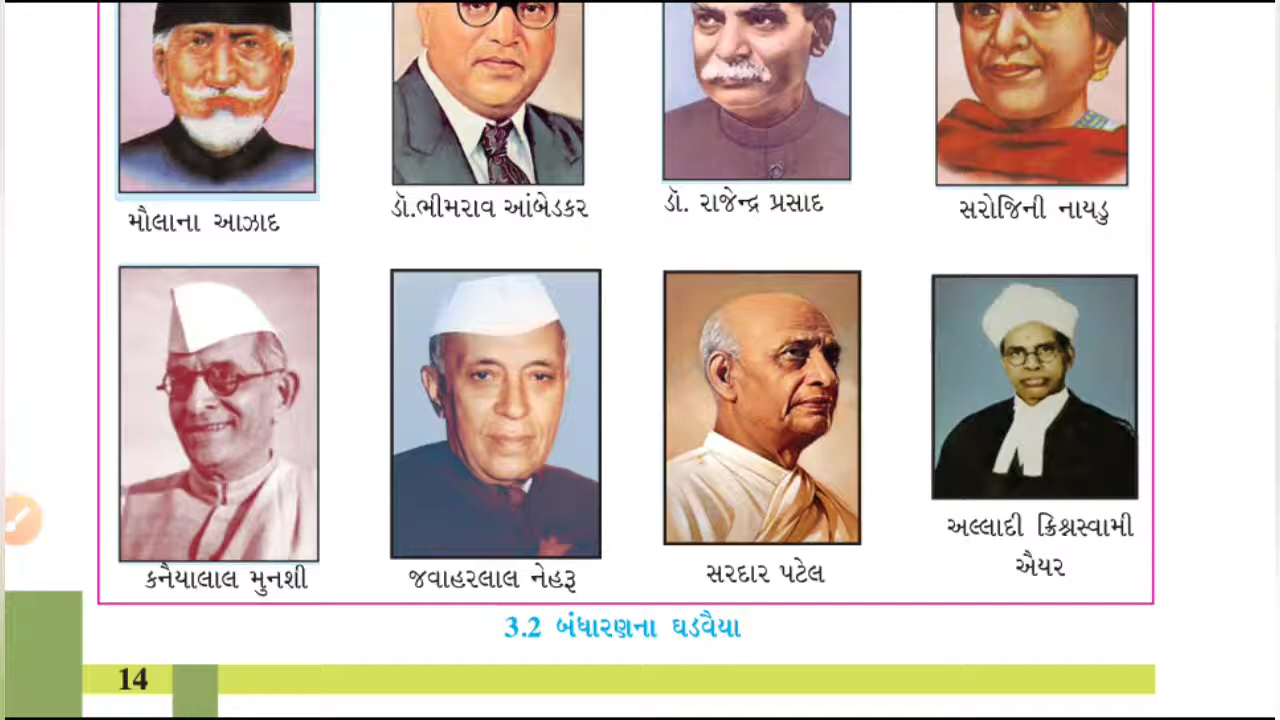 મૌલાના આઝાદ
ડૉ.ભીમરાવ આંબેડકર
ડૉ. રાજેન્દ્ર પ્રસાદ
સરોજિની નાયડુ
કનૈયાલાલ મુનશી
જવાહરલાલ નેહરૂ
સરદાર પટેલ
અલ્લાદી ક્રિશ્નસ્વામી
ઐયર
3.2 બંધારણના ઘડવૈયા
14